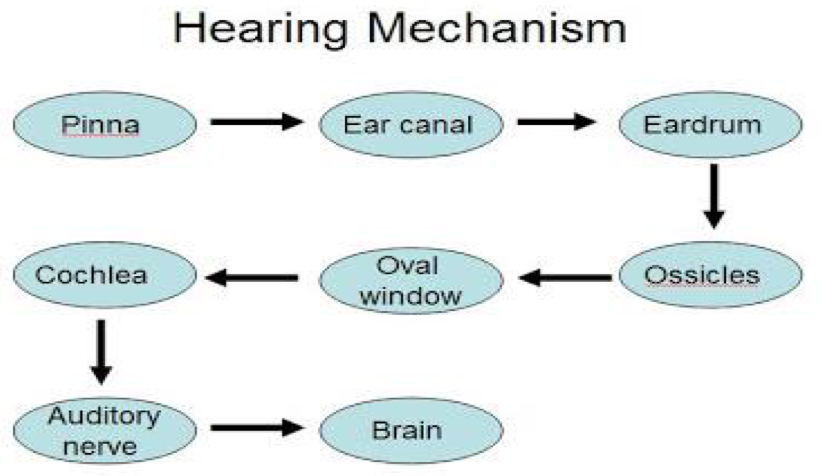 Hearing Mechanism
Pinna
Ear canal
Eardrum
Cochlea
Oval
window
Ossicles
Auditory
nerve
Brain